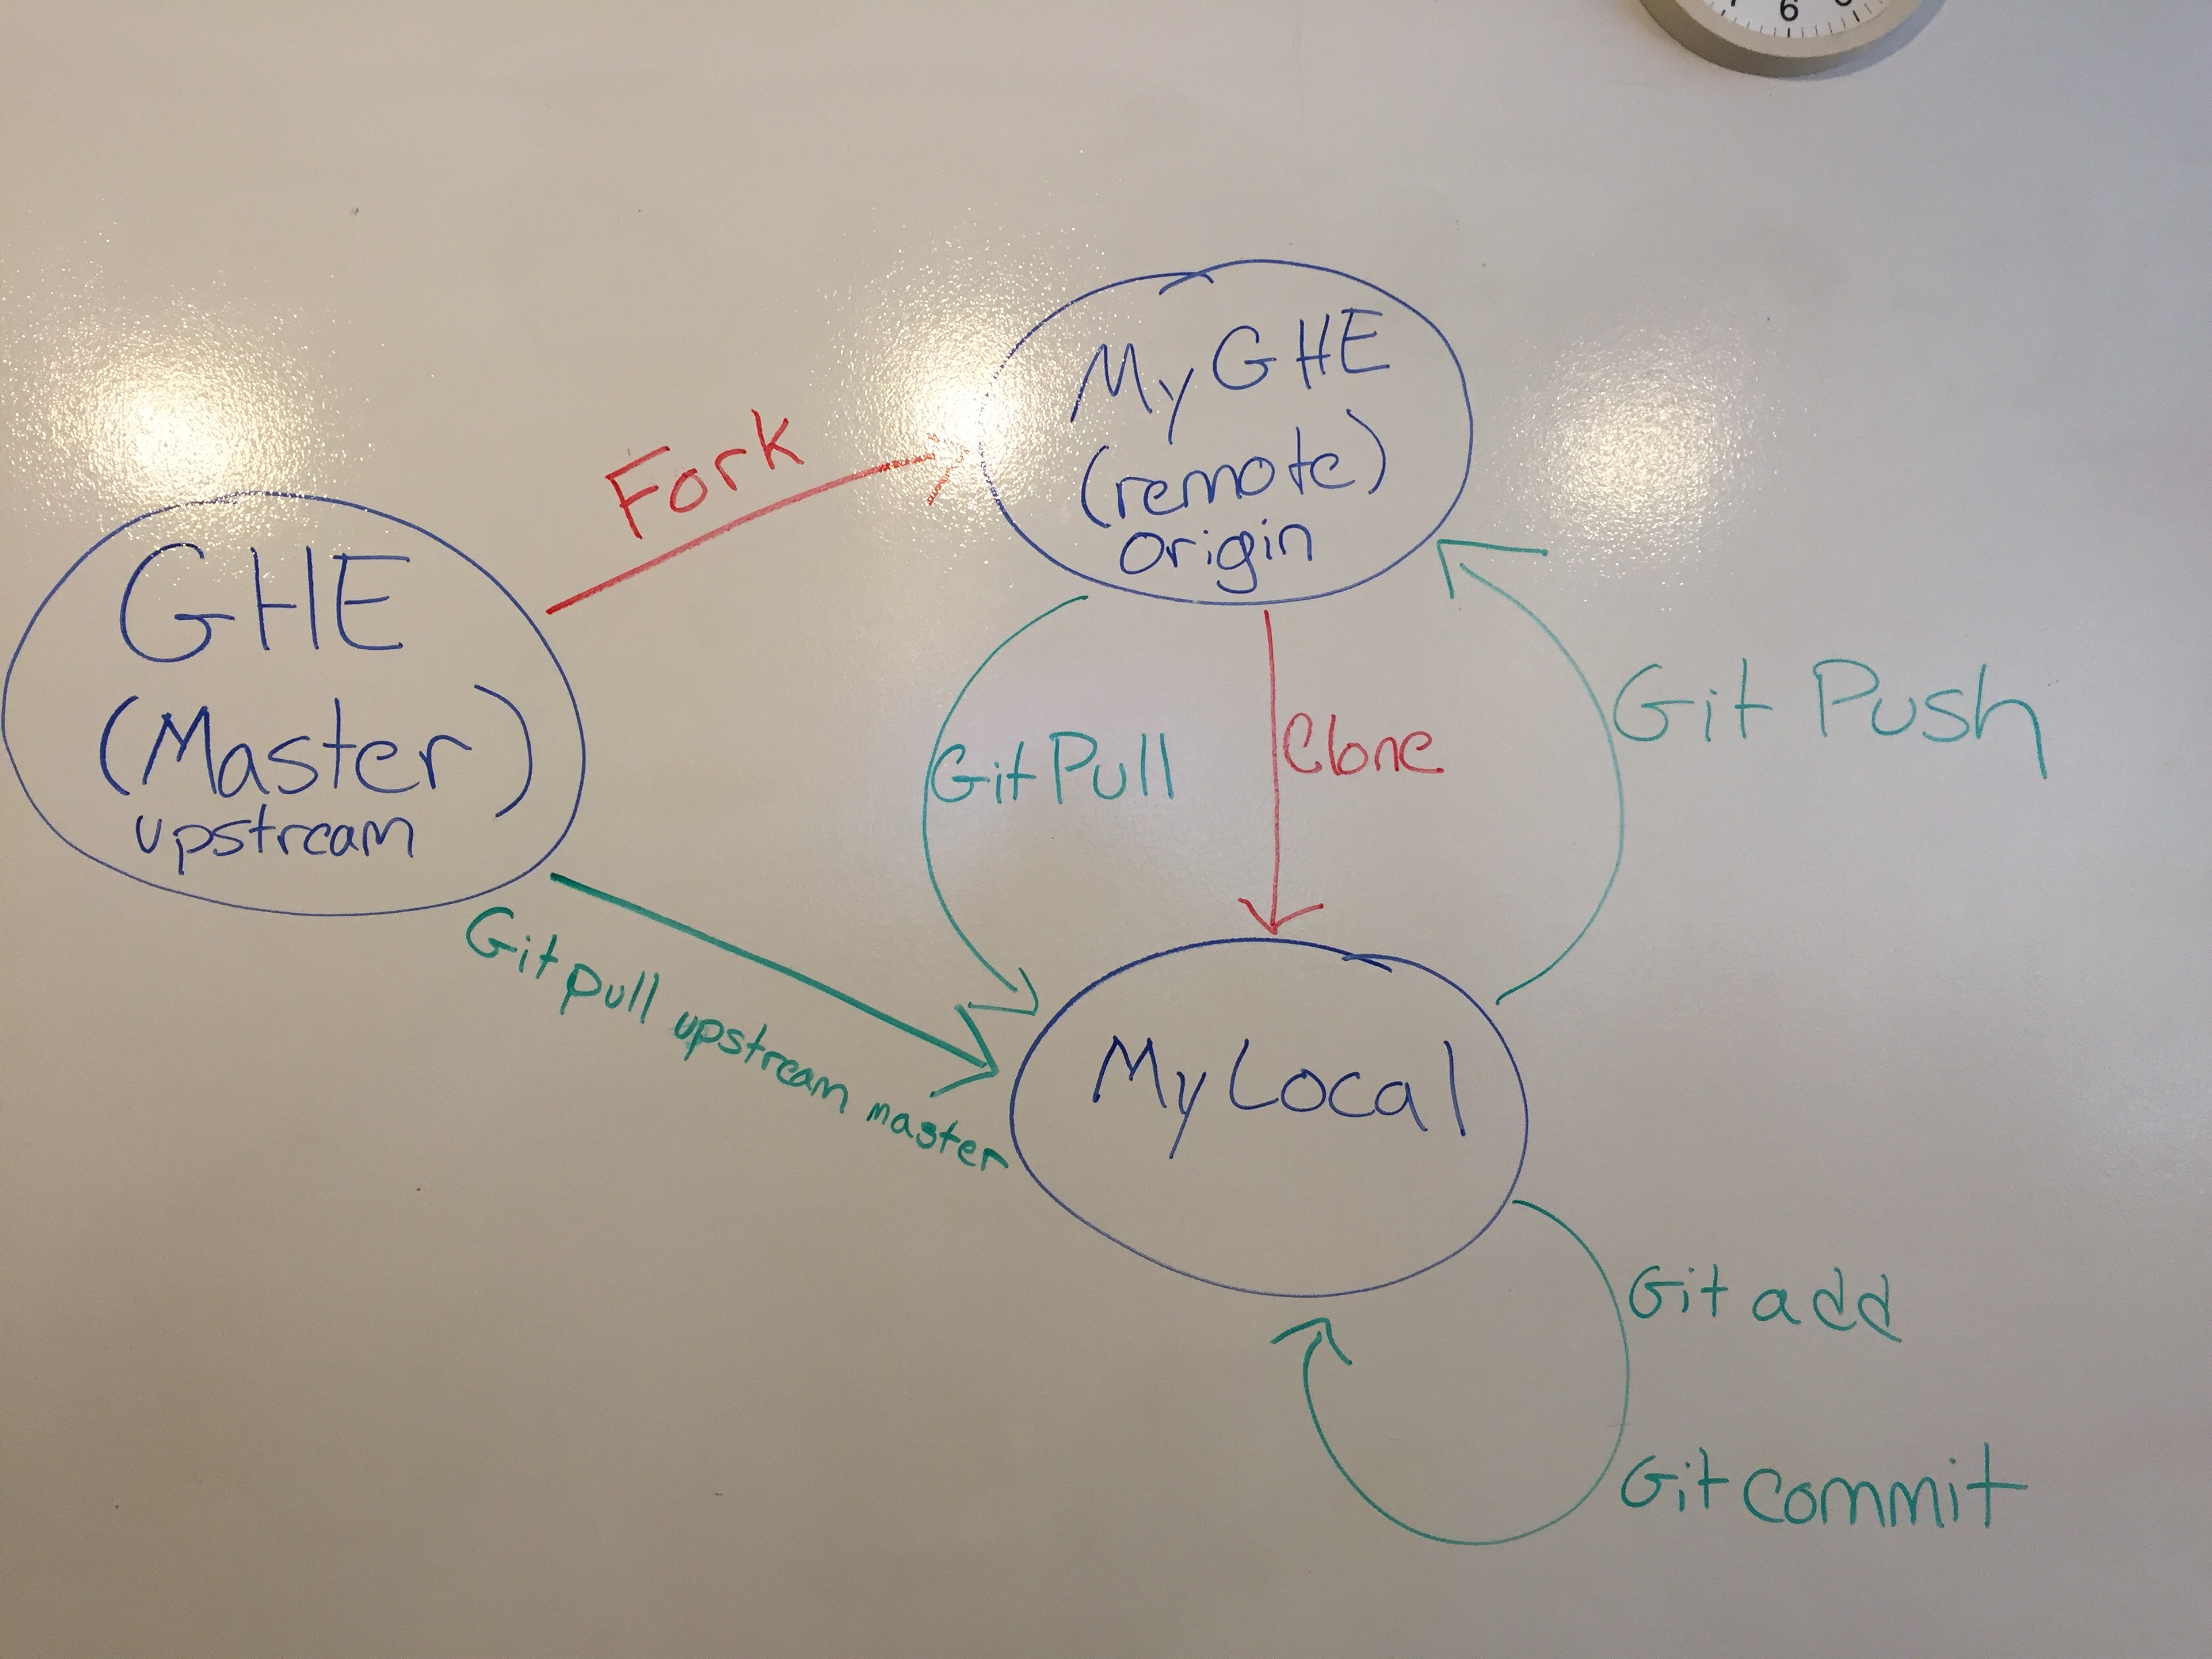 6
My GHE
(remote)
origin
Fork
GHE
(Master)
upstream
Git Pull
Clone
Git Push
Git pull upstream master
My Local
Git add
Git commit